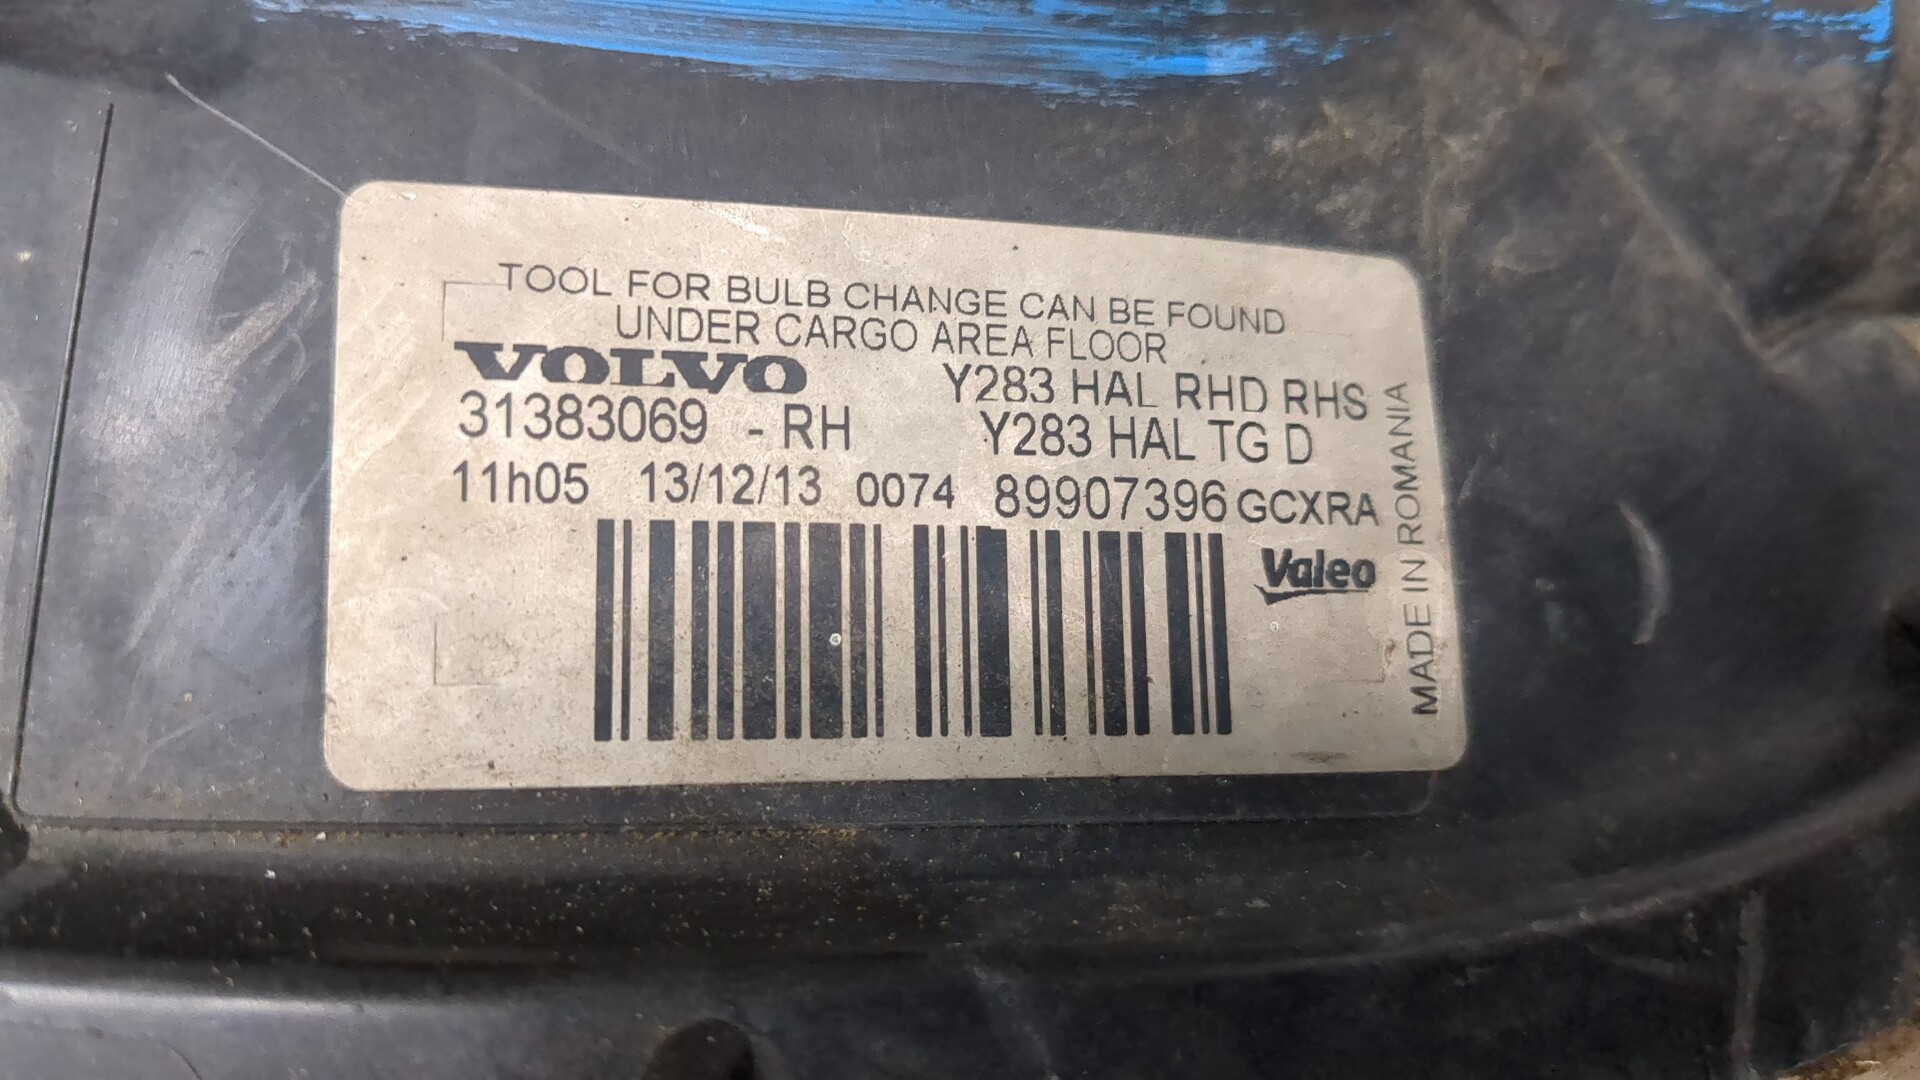 TOOL FOR BULB CHANGE CAN BE FOUND
UNDER CARGO AREA FLOOR
VOLVO
Y283 HAL RHD RHS
31383069 - RH
Y283 HAL TG D
11h05 13/12/13 0074 89907396 GCXRA
Valeo
MADE IN ROMANIA